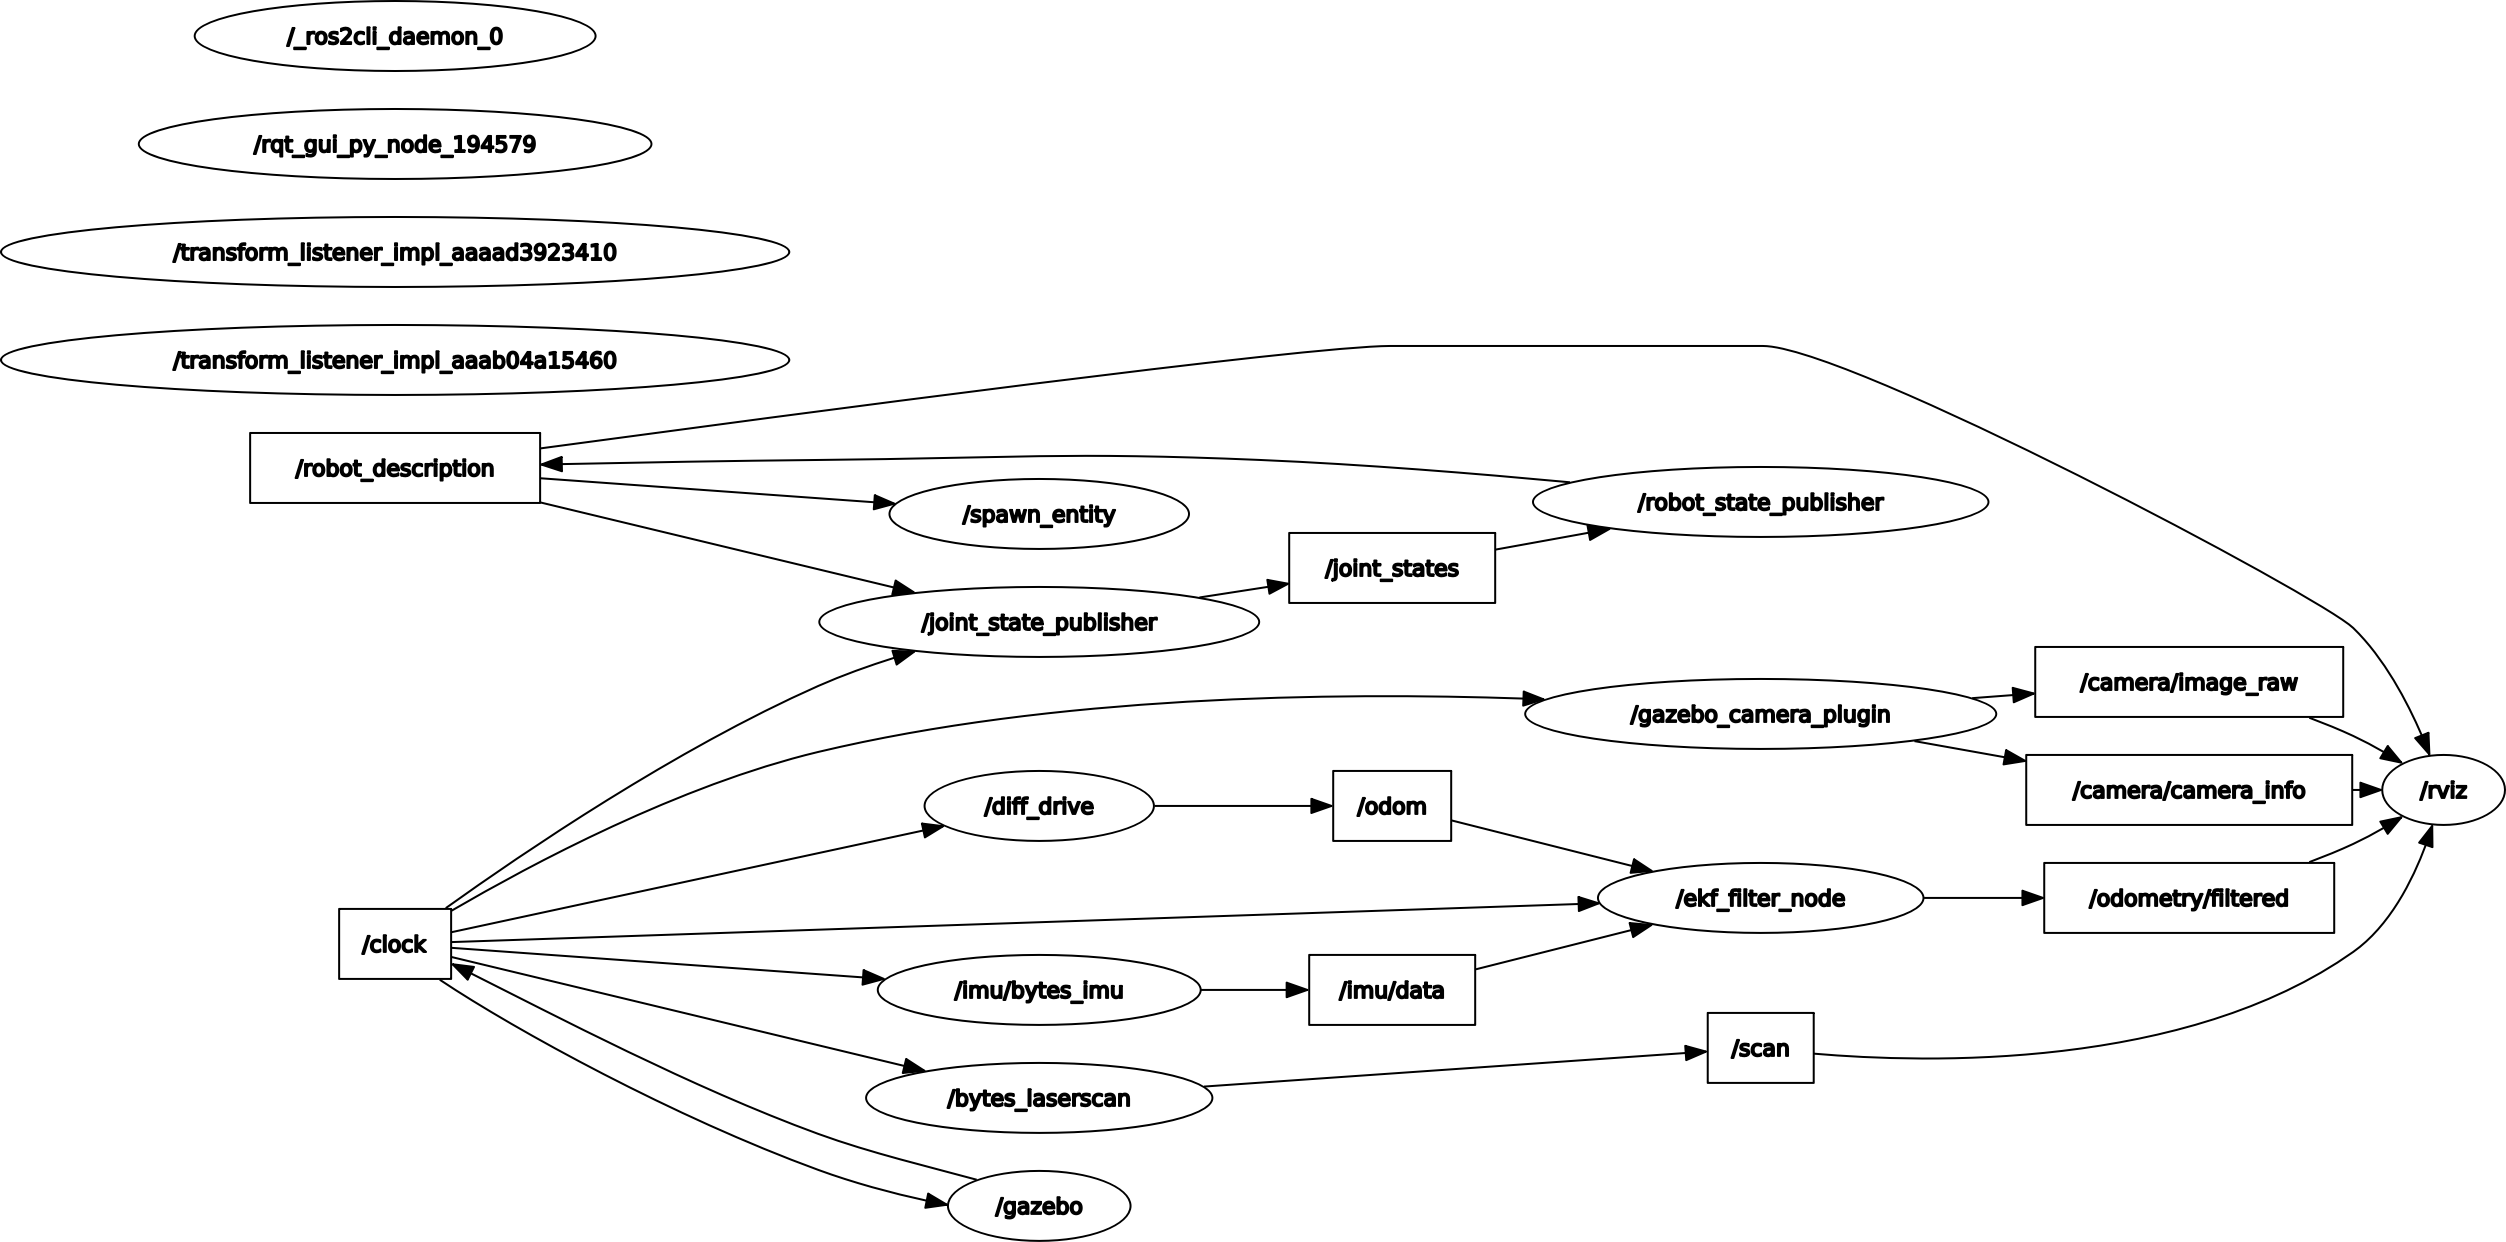 /_ros2cli_daemon_0
/rqt_gui_py_node_194579
/transform_listener_impl_aaaad3923410
/transform_listener_impl_aaab04a15460
/robot_description
/spawn_entity
/robot_state_publisher
/joint_states
/joint_state_publisher
/camera/image_raw
/gazebo_camera_plugin
/camera/camera_info
/rviz
/diff_drive
/odom
/ekf_filter_node
/odometry/filtered
/clock
/imu/bytes_imu
/imu/data
/scan
/bytes_laserscan
/gazebo